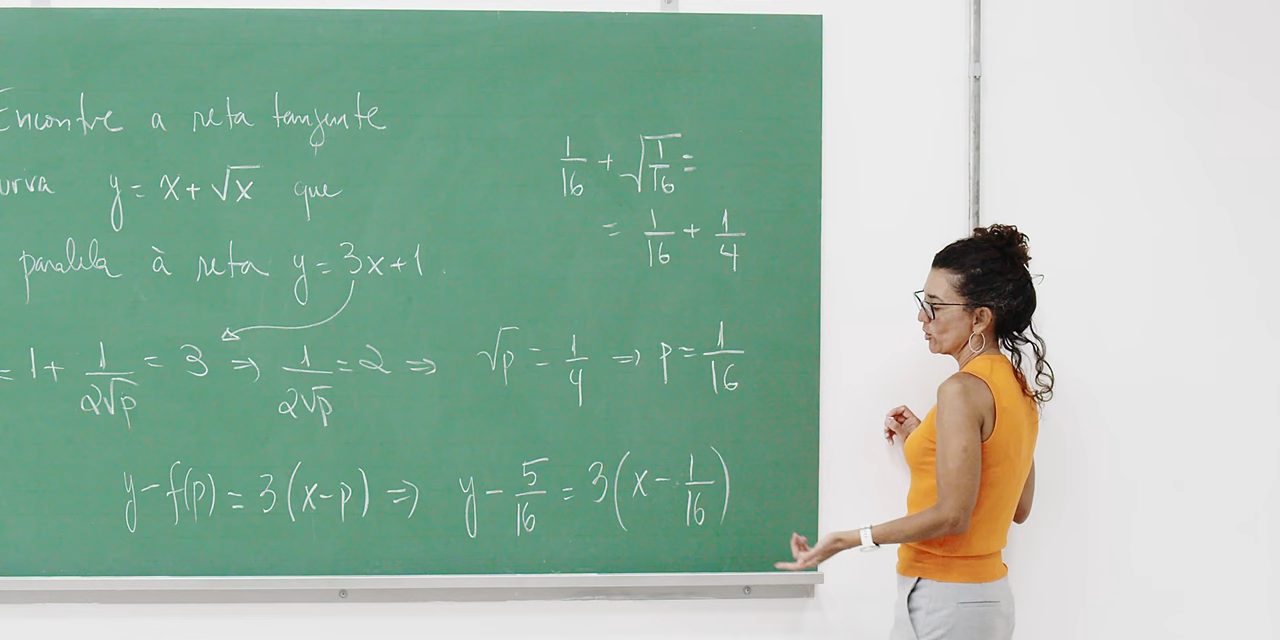 Encontre a reta tangente
urva y = x + √x que
paralela à reta y = 3x + 1.
= 1 + 1/(2√p) = 3 ⇒ 1/(2√p) = 2 ⇒ √p = 1/4 ⇒ p = 1/16
y - f(p) = 3(x - p) ⇒ y - 5/16 = 3(x - 1/16)
1/16 + √(1/16) =
= 1/16 + 1/4